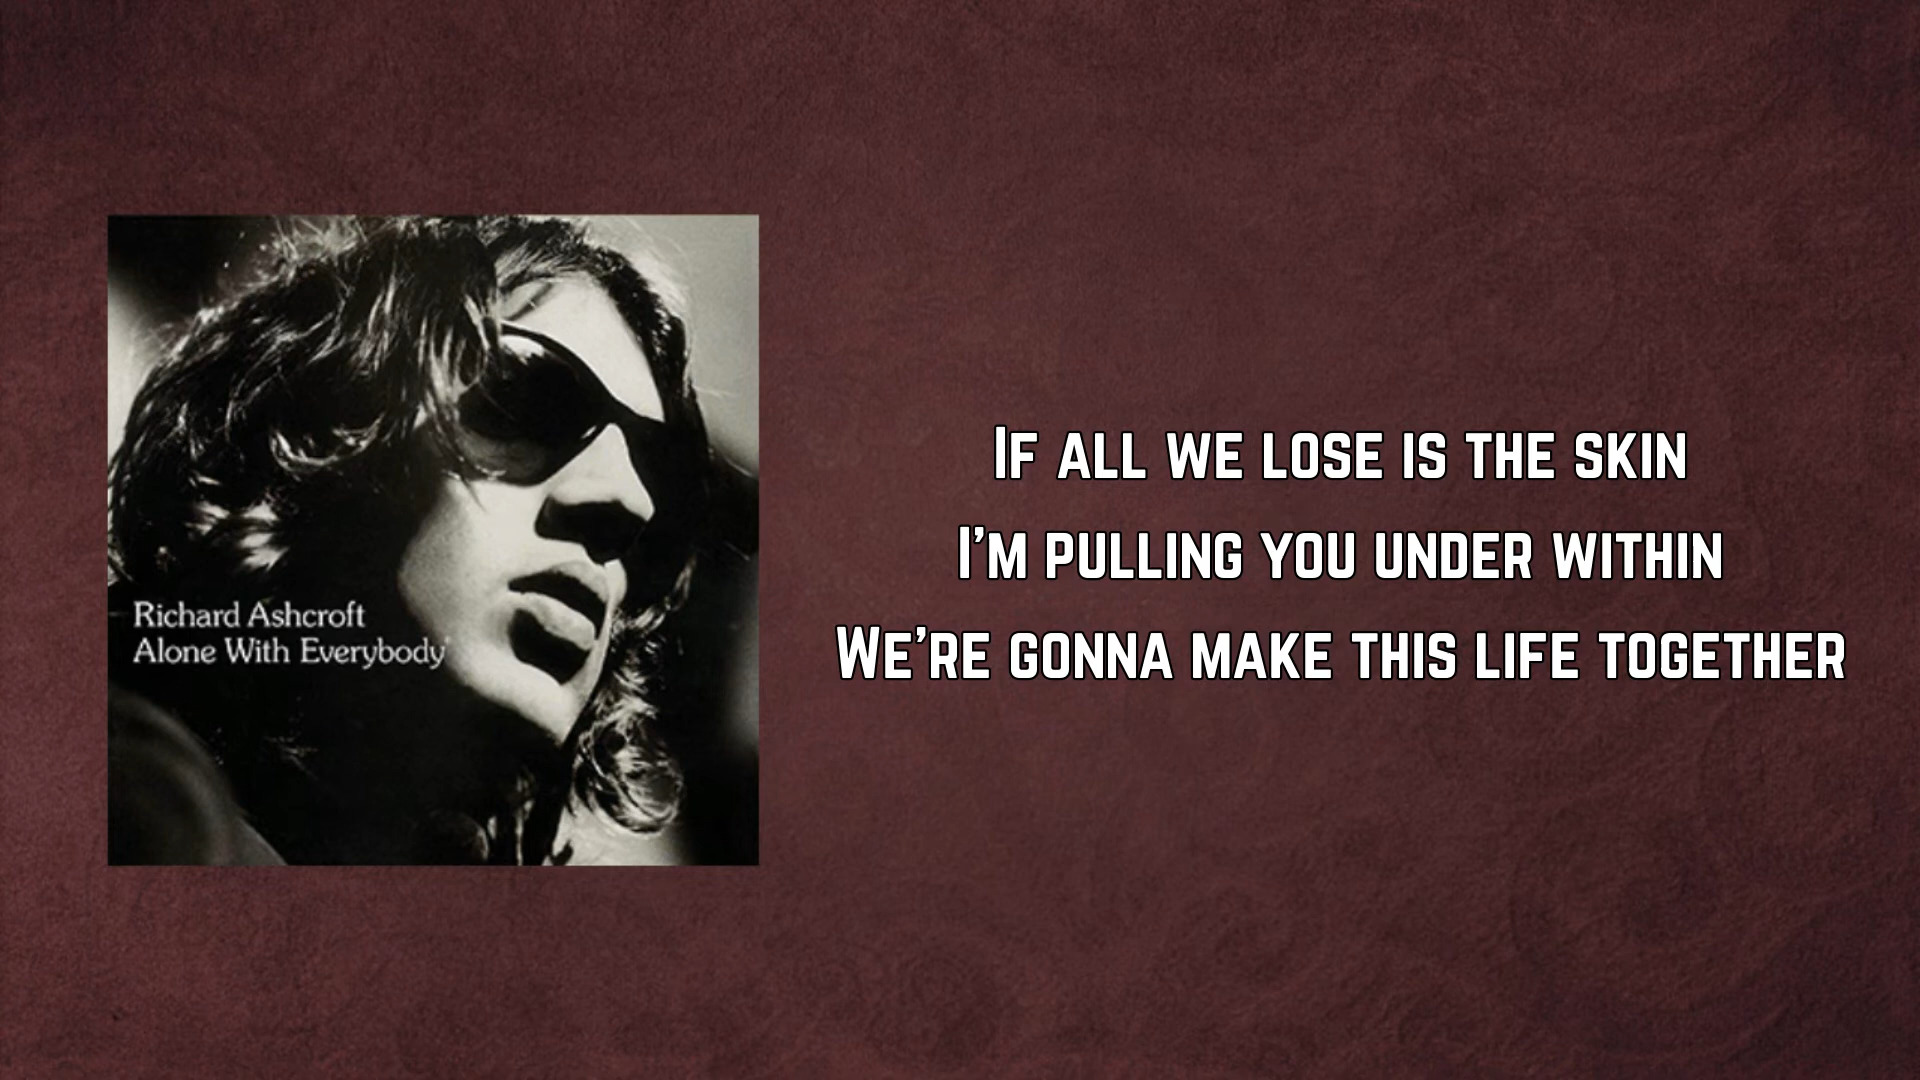 Richard Ashcroft
Alone With Everybody
If all we lose is the skin
I'm pulling you under within
We're gonna make this life together